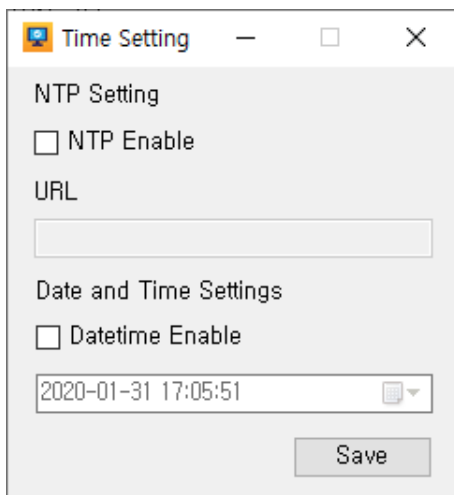 Time Setting
NTP Setting
NTP Enable
URL
Date and Time Settings
Datetime Enable
2020-01-31 17:05:51
Save